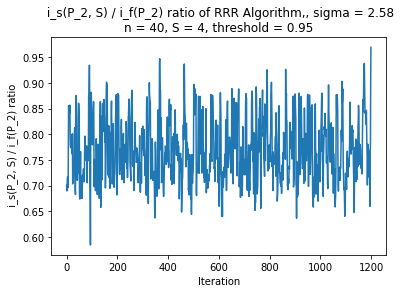 i_s(P_2, S) / i_f(P_2) ratio of RRR Algorithm,, sigma = 2.58
n = 40, S = 4, threshold = 0.95
i_s(P_2, S) / i_f(P_2) ratio
0.95
0.90
0.85
0.80
0.75
0.70
0.65
0.60
0 200 400 600 800 1000 1200
Iteration